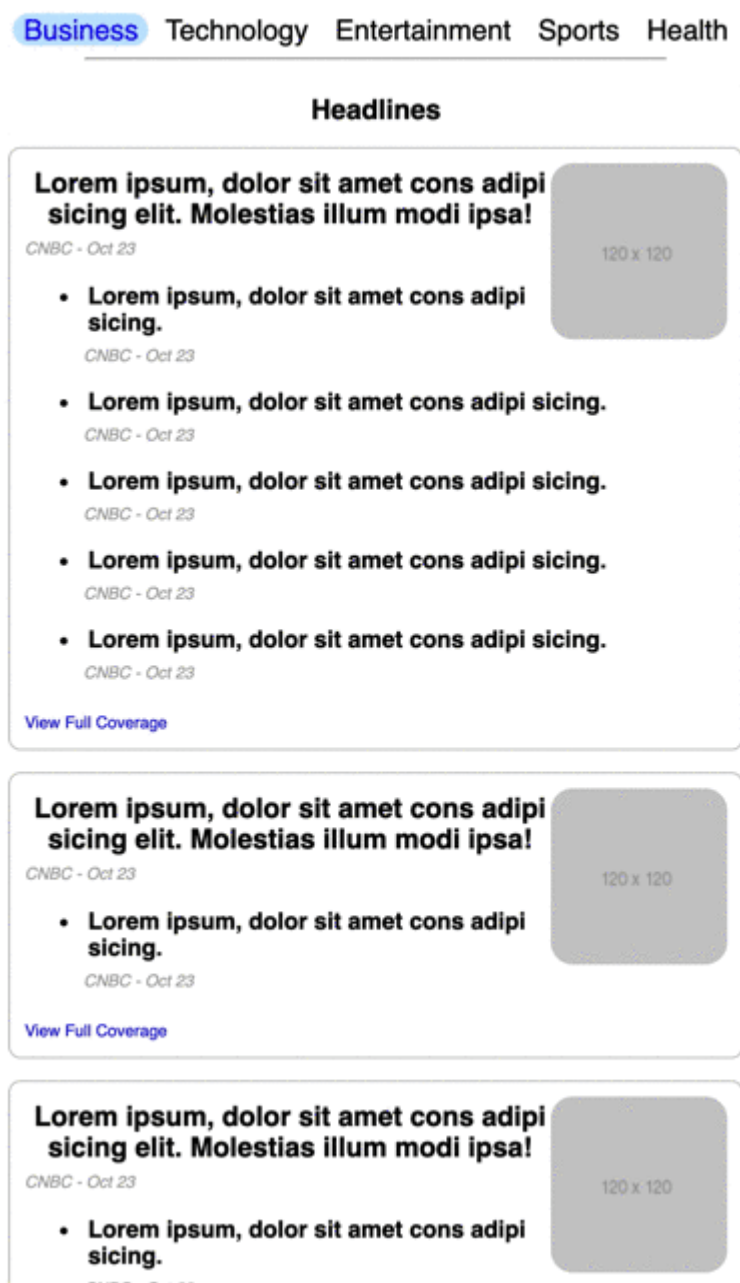 Business Technology Entertainment Sports Health
Headlines
Lorem ipsum, dolor sit amet cons adipi
sicing elit. Molestias illum modi ipsa!
CNBC - Oct 23
120 x 120
• Lorem ipsum, dolor sit amet cons adipi
sicing.
CNBC - Oct 23
• Lorem ipsum, dolor sit amet cons adipi sicing.
CNBC - Oct 23
• Lorem ipsum, dolor sit amet cons adipi sicing.
CNBC - Oct 23
• Lorem ipsum, dolor sit amet cons adipi sicing.
CNBC - Oct 23
• Lorem ipsum, dolor sit amet cons adipi sicing.
CNBC - Oct 23
View Full Coverage
Lorem ipsum, dolor sit amet cons adipi
sicing elit. Molestias illum modi ipsa!
CNBC - Oct 23
120 x 120
• Lorem ipsum, dolor sit amet cons adipi
sicing.
CNBC - Oct 23
View Full Coverage
Lorem ipsum, dolor sit amet cons adipi
sicing elit. Molestias illum modi ipsa!
CNBC - Oct 23
120 x 120
• Lorem ipsum, dolor sit amet cons adipi
sicing.